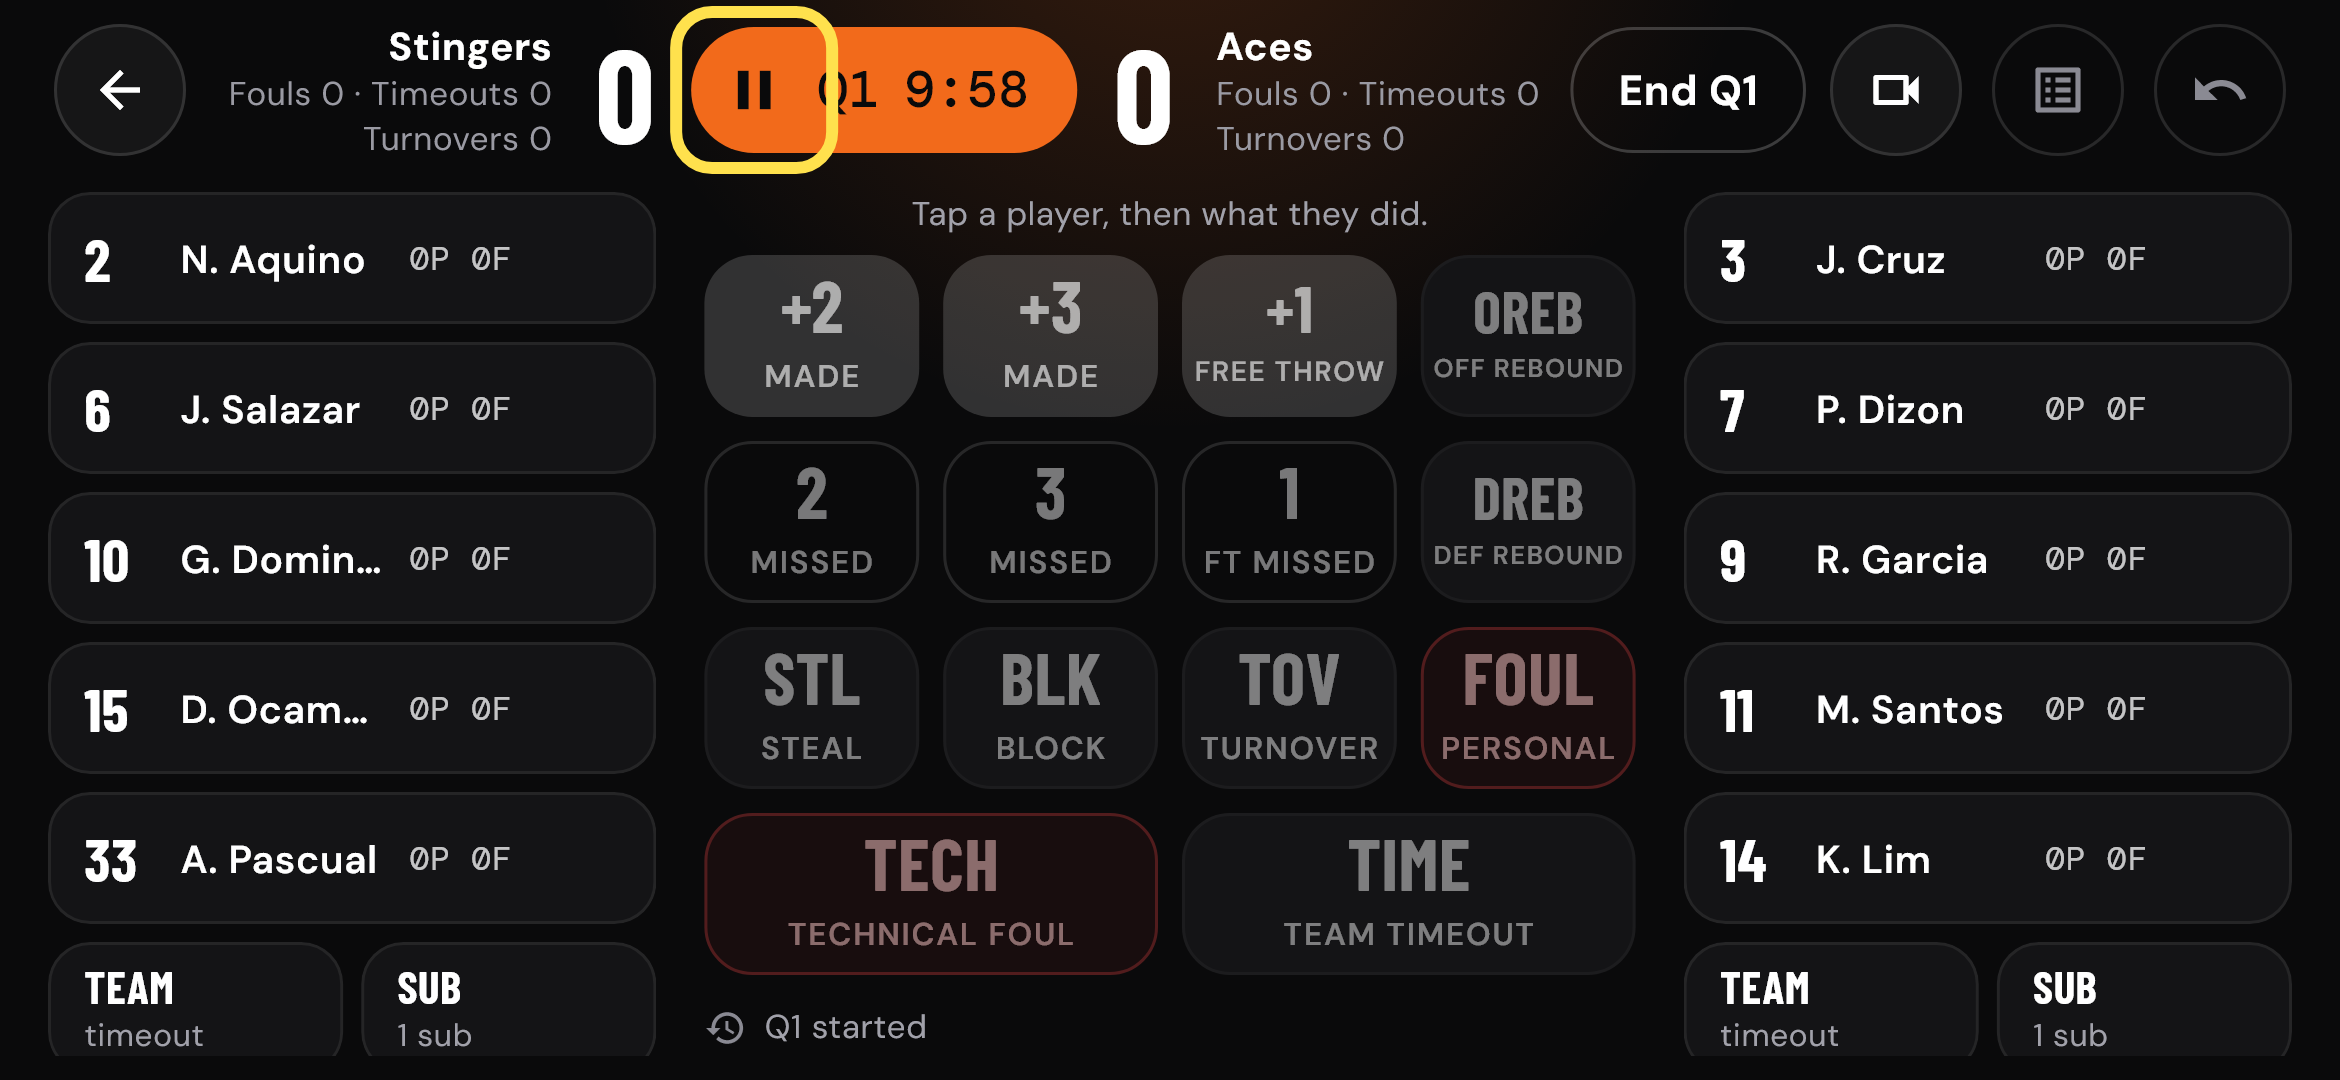 Stingers
Fouls 0 · Timeouts 0
Turnovers 0
0
Q1 9:58
0
Aces
Fouls 0 · Timeouts 0
Turnovers 0
End Q1
Tap a player, then what they did.
2 N. Aquino 0P 0F
6 J. Salazar 0P 0F
10 G. Domin... 0P 0F
15 D. Ocam... 0P 0F
33 A. Pascual 0P 0F
TEAM
timeout
SUB
1 sub
+2
MADE
+3
MADE
+1
FREE THROW
OREB
OFF REBOUND
2
MISSED
3
MISSED
1
FT MISSED
DREB
DEF REBOUND
STL
STEAL
BLK
BLOCK
TOV
TURNOVER
FOUL
PERSONAL
TECH
TECHNICAL FOUL
TIME
TEAM TIMEOUT
Q1 started
3 J. Cruz 0P 0F
7 P. Dizon 0P 0F
9 R. Garcia 0P 0F
11 M. Santos 0P 0F
14 K. Lim 0P 0F
TEAM
timeout
SUB
1 sub